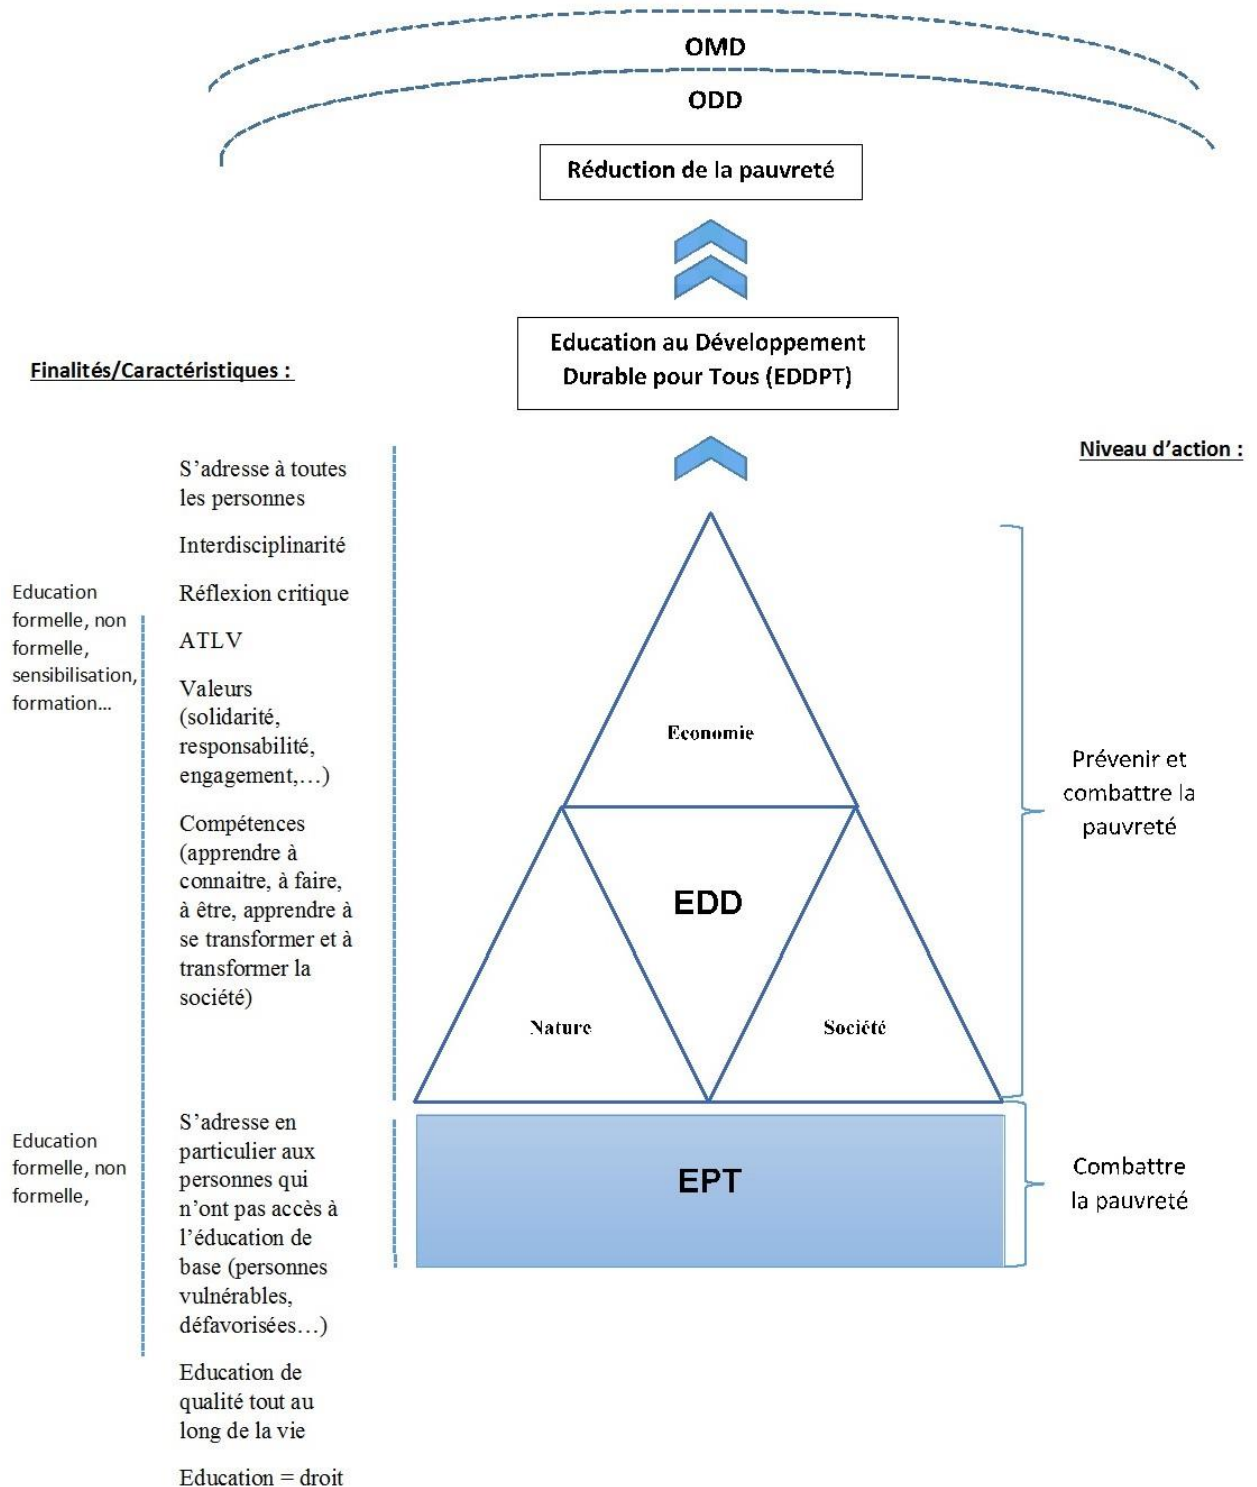 OMD
ODD
Réduction de la pauvreté
Education au Développement
Durable pour Tous (EDDPT)
Finalités/Caractéristiques :
Niveau d'action :
S'adresse à toutes
les personnes
Interdisciplinarité
Réflexion critique
ATLV
Valeurs
(solidarité,
responsabilité,
engagement,…)
Compétences
(apprendre à
connaitre, à faire,
à être, apprendre à
se transformer et à
transformer la
société)
Education
formelle, non
formelle,
sensibilisation,
formation…
Economie
EDD
Nature
Société
Prévenir et
combattre la
pauvreté
Education
formelle, non
formelle,
S'adresse en
particulier aux
personnes qui
n'ont pas accès à
l'éducation de
base (personnes
vulnérables,
défavorisées…)
Education de
qualité tout au
long de la vie
Education = droit
EPT
Combattre
la pauvreté